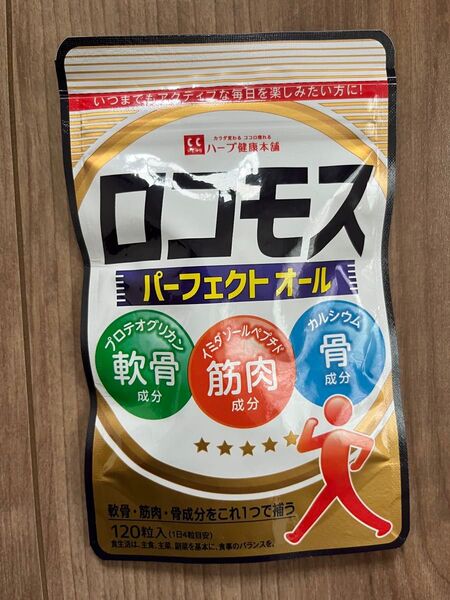 いつまでもアクティブな毎日を楽しみたい方に!
カラダ変わる ココロ晴れる
ハーブ健康本舗
ロコモス
パーフェクトオール
プロテオグリカン
軟骨
成分
イミダゾールペプチド
筋肉
成分
カルシウム
骨
成分
軟骨・筋肉・骨成分をこれ1つで補う
120粒入(1日4粒目安)
食生活は、主食、主菜、副菜を基本に、食事のバランスを。